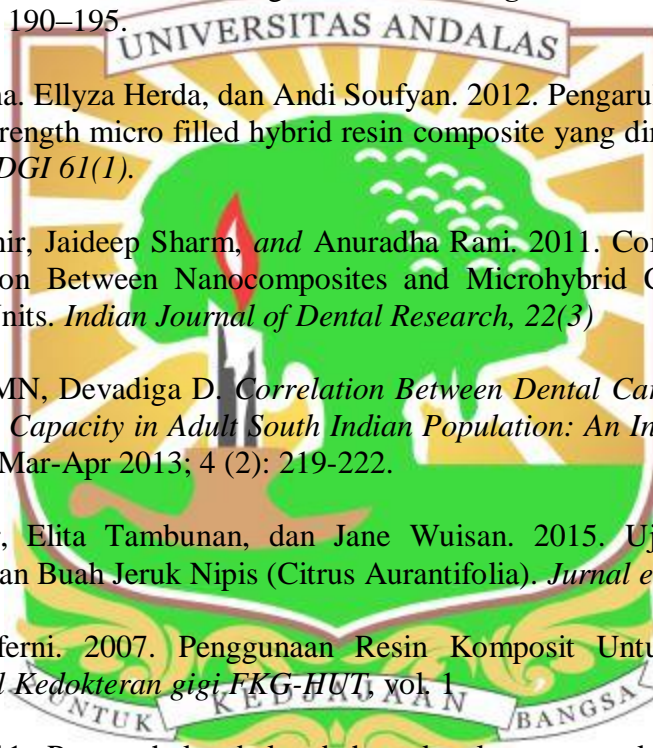 190–195.
UNIVERSITAS ANDALAS
na. Ellyza Herda, dan Andi Soufyan. 2012. Pengaru
rength micro filled hybrid resin composite yang di
DGI 61(1).
ir, Jaideep Sharm, and Anuradha Rani. 2011. Co
on Between Nanocomposites and Microhybrid C
nits. Indian Journal of Dental Research, 22(3)
MN, Devadiga D. Correlation Between Dental Car
Capacity in Adult South Indian Population: An In
Mar-Apr 2013; 4 (2): 219-222.
, Elita Tambunan, dan Jane Wuisan. 2015. Uj
an Buah Jeruk Nipis (Citrus Aurantifolia). Jurnal e
ferni. 2007. Penggunaan Resin Komposit Untu
l Kedokteran gigi FKG-HUT, vol. 1
UNTUK KEDJAJAAN BANGSA